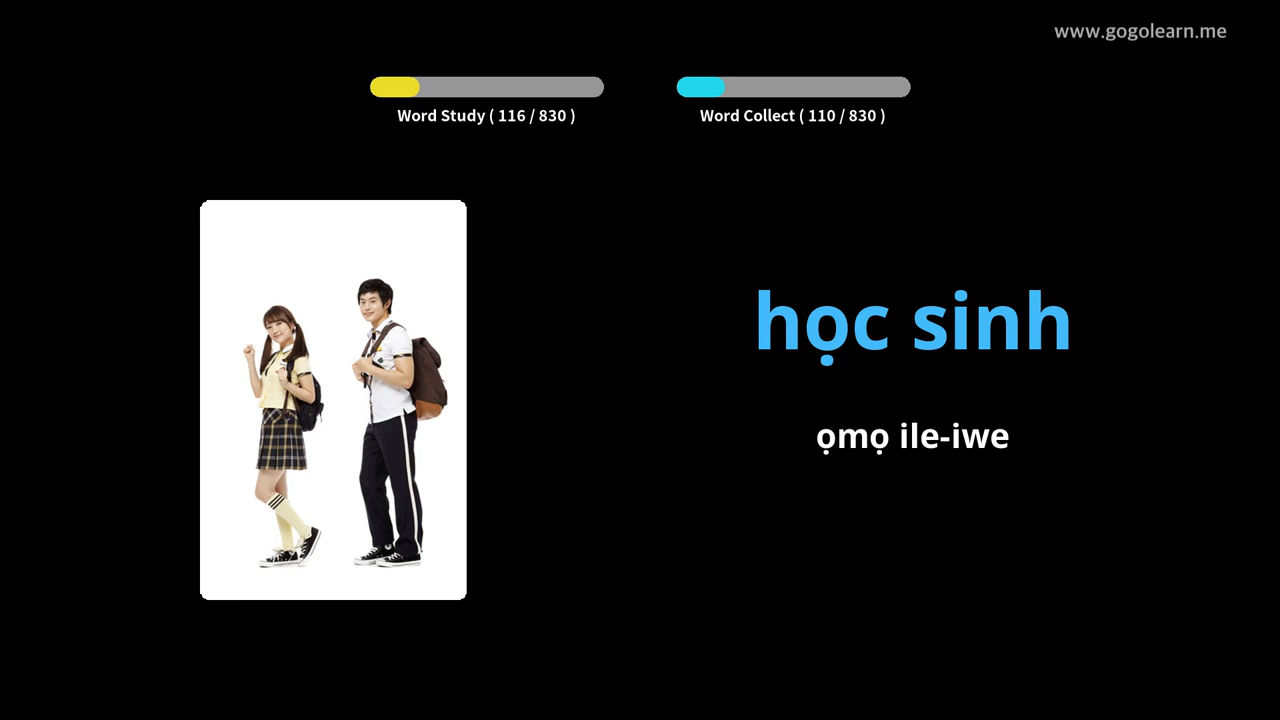 www.gogolearn.me
Word Study ( 116 / 830 )
Word Collect ( 110 / 830 )
học sinh
ọmọ ile-iwe